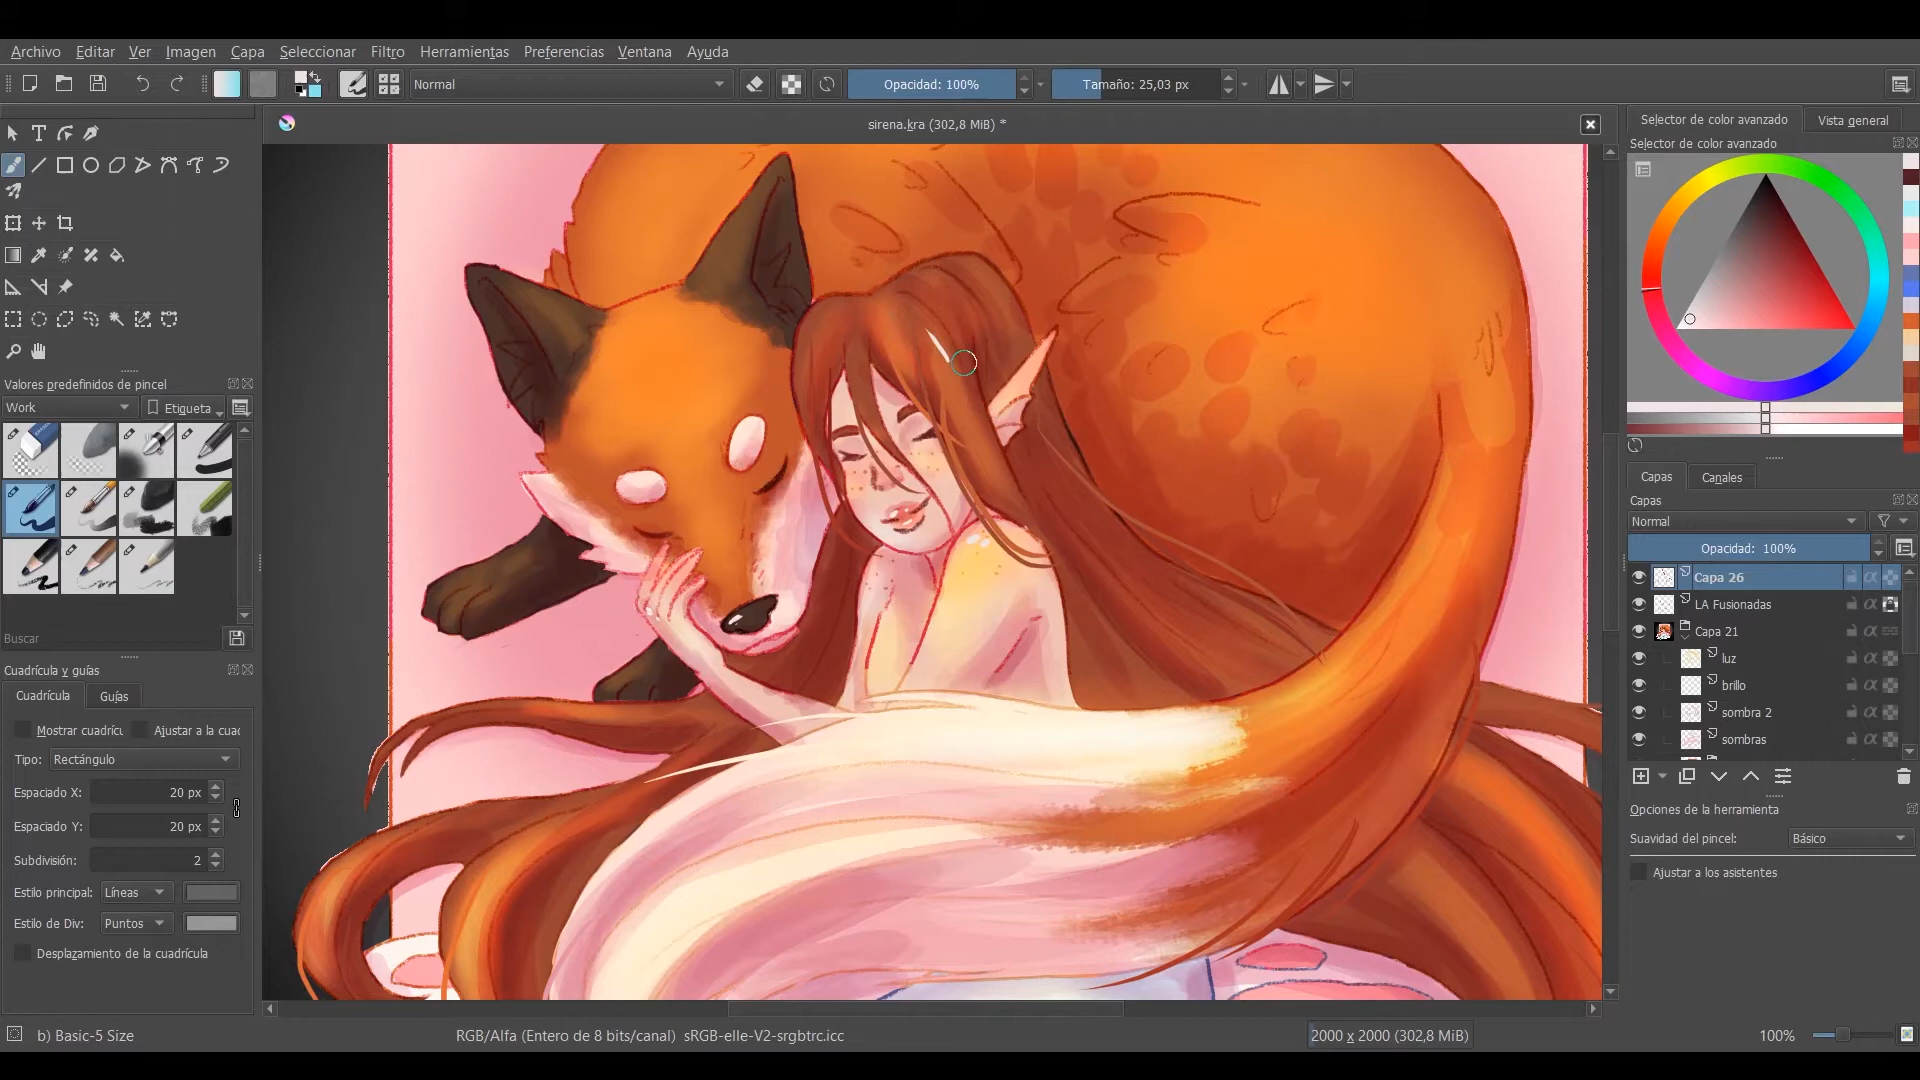 Archivo Editar Ver Imagen Capa Seleccionar Filtro Herramientas Preferencias Ventana Ayuda
Normal Opacidad: 100% Tamaño: 25,03 px
sirena.kra (302,8 MiB) *
Selector de color avanzado Vista general
Selector de color avanzado
Valores predefinidos de pincel
Work Etiqueta
Buscar
Cuadrícula y guías
Cuadrícula Guías
Mostrar cuadrícu Ajustar a la cuad
Tipo: Rectángulo
Espaciado X: 20 px
Espaciado Y: 20 px
Subdivisión: 2
Estilo principal: Líneas
Estilo de Div: Puntos
Desplazamiento de la cuadrícula
Capas Canales
Capas
Normal
Opacidad: 100%
Capa 26
LA Fusionadas
Capa 21
luz
brillo
sombra 2
sombras
Opciones de la herramienta
Suavidad del pincel: Básico
Ajustar a los asistentes
b) Basic-5 Size RGB/Alfa (Entero de 8 bits/canal) sRGB-elle-V2-srgbtrc.icc 2000 x 2000 (302,8 MiB) 100%